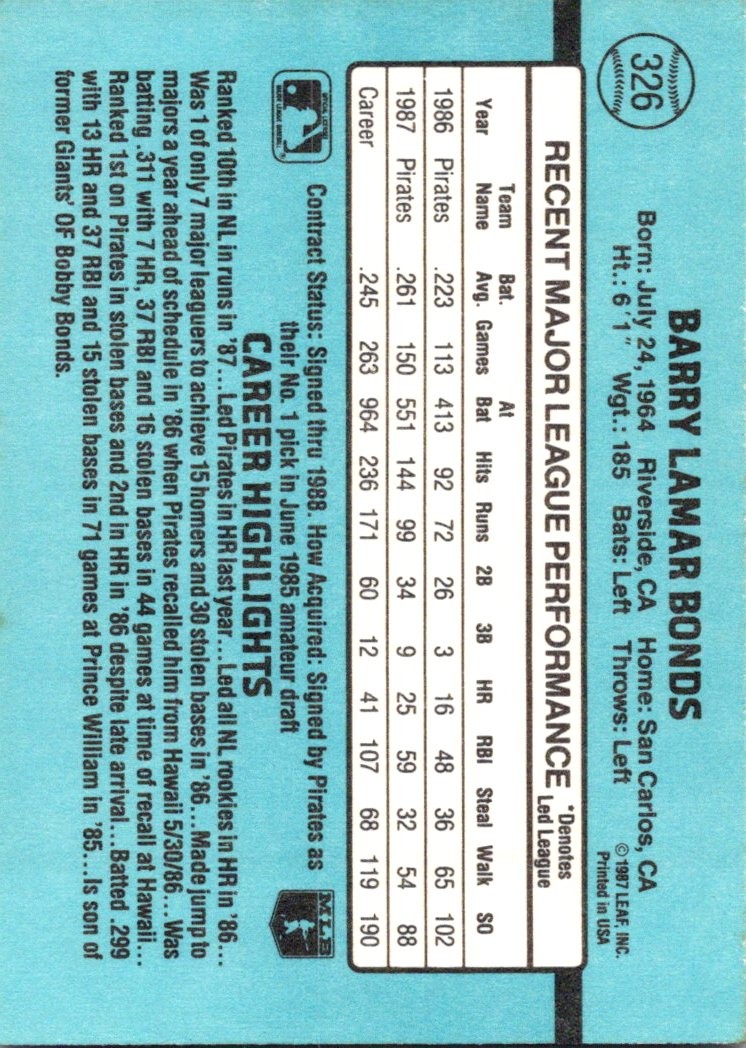 326
BARRY LAMAR BONDS
Born: July 24, 1964 Riverside, CA Home: San Carlos, CA
Ht.: 6'1" Wgt.: 185 Bats: Left Throws: Left
©1987 LEAF, INC.
Printed in USA
RECENT MAJOR LEAGUE PERFORMANCE *Denotes Led League
Year Team Name Bat. Avg. Games At Bat Hits Runs 2B 3B HR RBI Steal Walk SO
1986 Pirates .223 113 413 92 72 26 3 16 48 36 65 102
1987 Pirates .261 150 551 144 99 34 9 25 59 32 54 88
Career .245 263 964 236 171 60 12 41 107 68 119 190
Contract Status: Signed thru 1988. How Acquired: Signed by Pirates as
their No. 1 pick in June 1985 amateur draft
MLB
CAREER HIGHLIGHTS
Ranked 10th in NL in runs in '87...Led Pirates in HR last year...Led all NL rookies in HR in '86...
Was 1 of only 7 major leaguers to achieve 15 homers and 30 stolen bases in '86...Made jump to
majors a year ahead of schedule in '86 when Pirates recalled him from Hawaii 5/30/86...Was
batting .311 with 7 HR, 37 RBI and 16 stolen bases in 44 games at time of recall at Hawaii...
Ranked 1st on Pirates in stolen bases and 2nd in HR in '86 despite late arrival...Batted .299
with 13 HR and 37 RBI and 15 stolen bases in 71 games at Prince William in '85...Is son of
former Giants' OF Bobby Bonds.